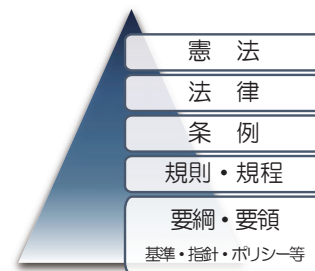 憲　法
法　律
条　例
規則・規程
要綱・要領
基準・指針・ポリシー等